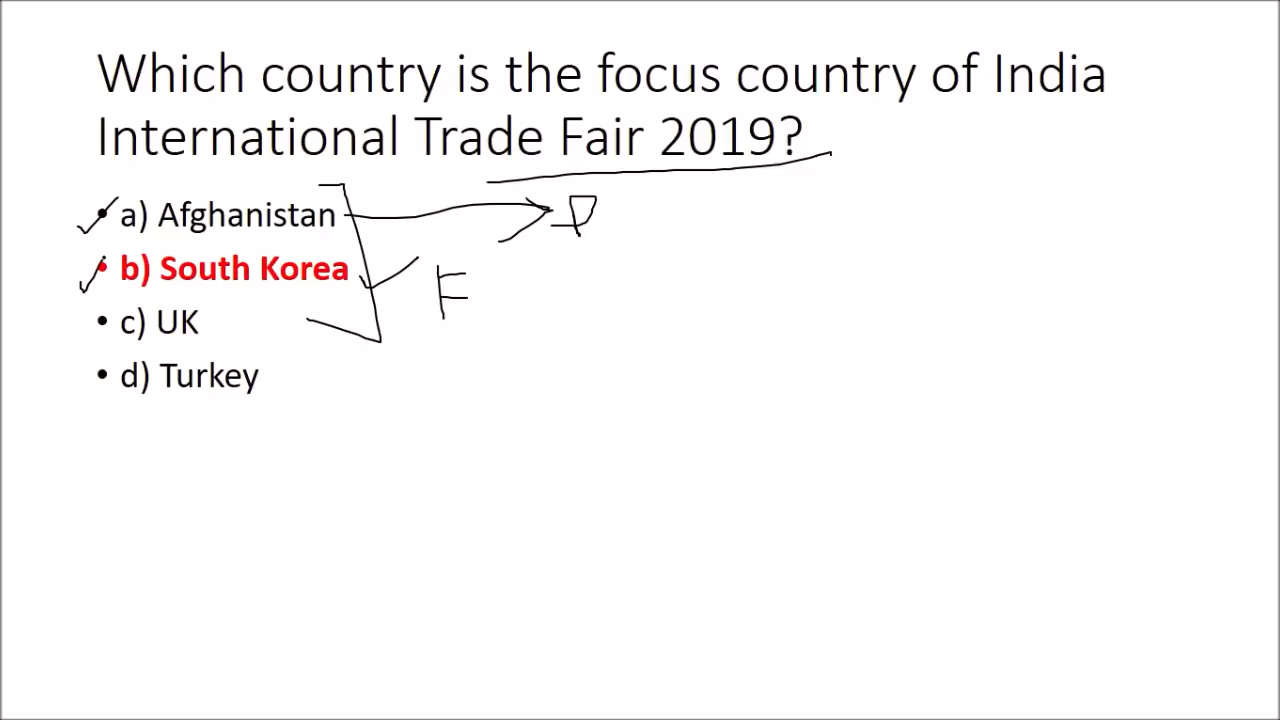 Which country is the focus country of India
International Trade Fair 2019?
• a) Afghanistan
P
• b) South Korea
F
• c) UK
• d) Turkey